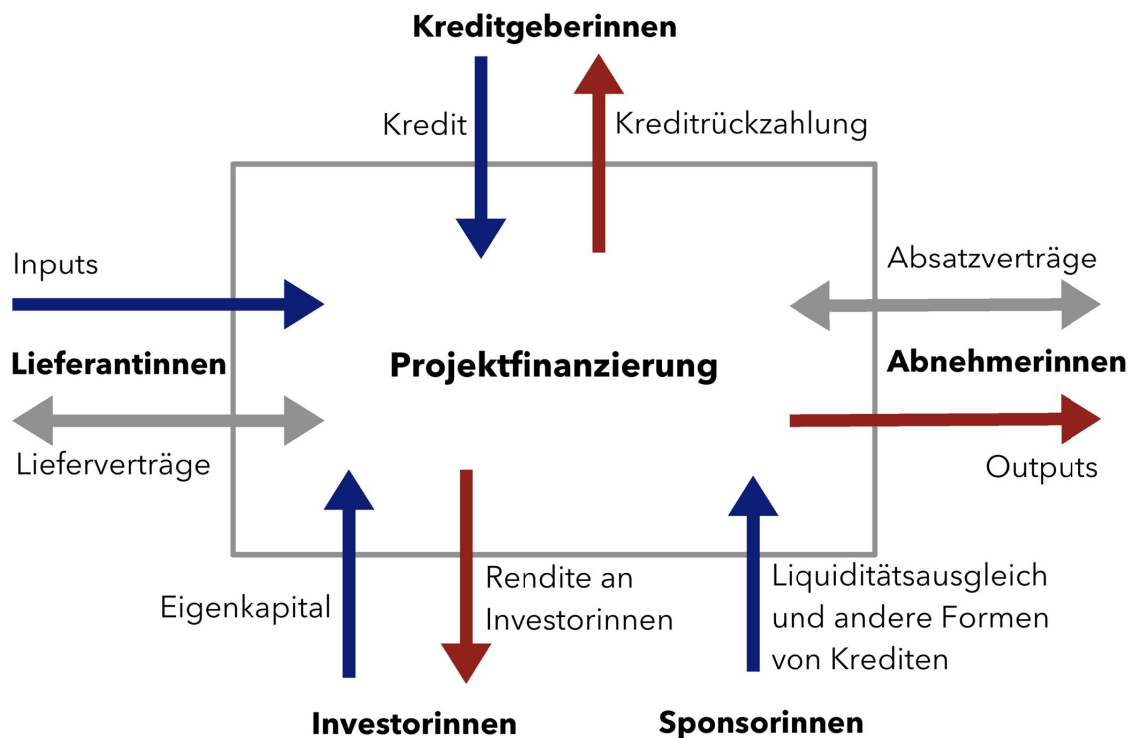 Kreditgeberinnen
Kredit
Kreditrückzahlung
Inputs
Absatzverträge
Lieferantinnen
Projektfinanzierung
Abnehmerinnen
Lieferverträge
Outputs
Eigenkapital
Rendite an
Investorinnen
Liquiditätsausgleich
und andere Formen
von Krediten
Investorinnen
Sponsorinnen